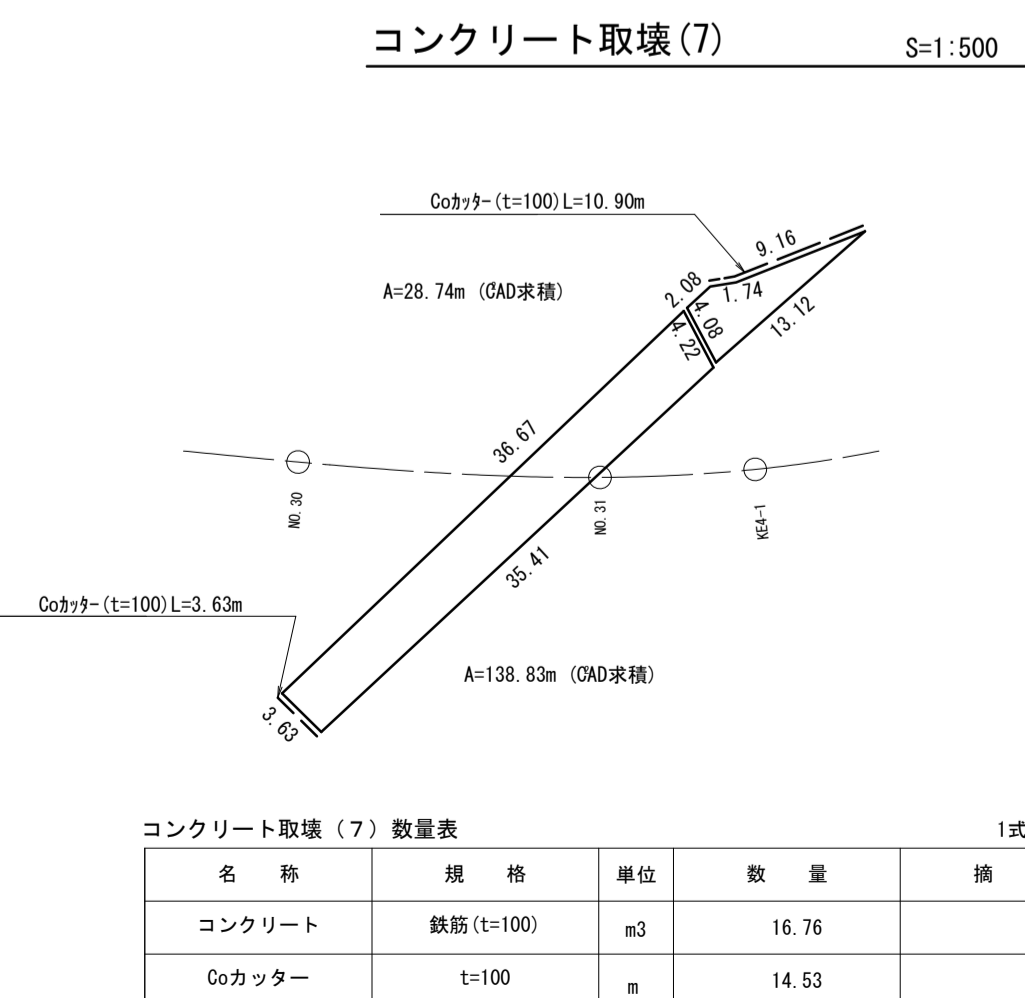 コンクリート取壊(7)
S=1:500
Coカッター(t=100)L=10.90m
9.16
A=28.74m2(CAD求積)
2.08
1.74
4.08
13.12
4.22
36.67
NO.30
NO.31
KE4-1
35.41
Coカッター(t=100)L=3.63m
A=138.83m2(CAD求積)
3.63
コンクリート取壊(7)数量表 1式
名 称 規 格 単位 数 量 摘
コンクリート 鉄筋(t=100) m3 16.76
Coカッター t=100 m 14.53